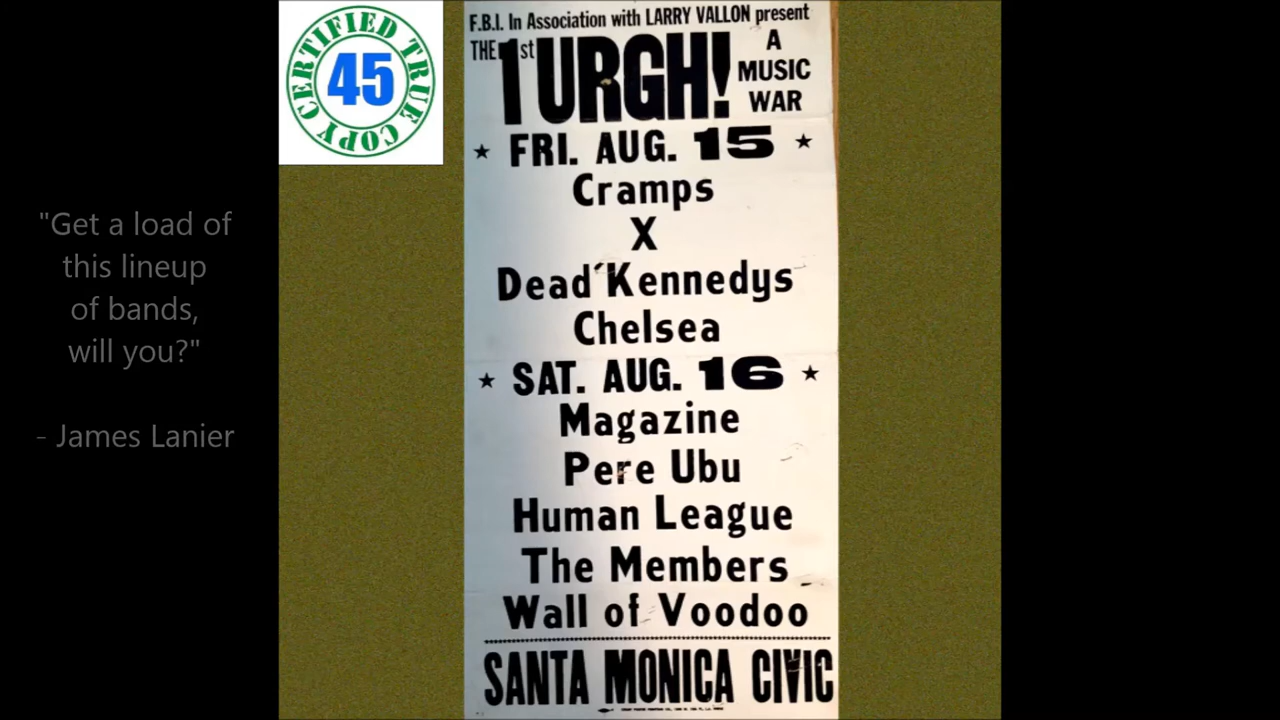 CERTIFIED TRUE COPY
45
"Get a load of
this lineup
of bands,
will you?"
- James Lanier
F.B.I. In Association with LARRY VALLON present
THE 1st URGH! A
MUSIC
WAR
★ FRI. AUG. 15 ★
Cramps
X
Dead Kennedys
Chelsea
★ SAT. AUG. 16 ★
Magazine
Pere Ubu
Human League
The Members
Wall of Voodoo
SANTA MONICA CIVIC